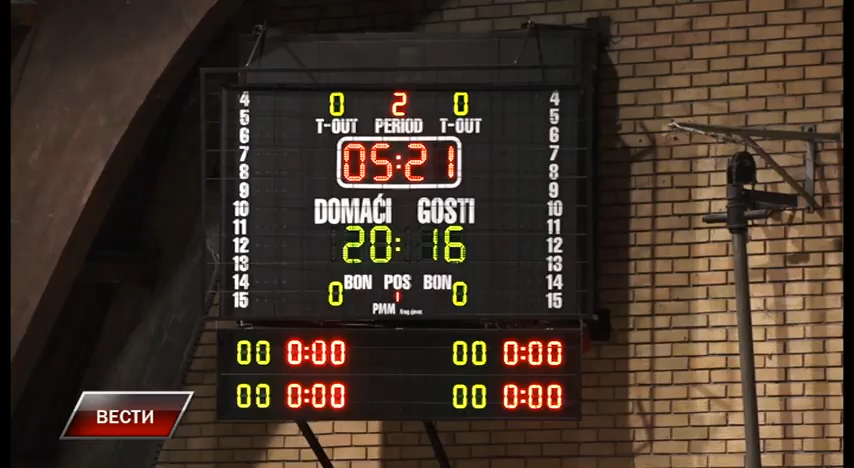 4 0 2 0 4
5 T-OUT PERIOD T-OUT 5
6 6
7 05:21 7
8 8
9 9
10 DOMAĆI GOSTI 10
11 11
12 20: 16 12
13 13
14 BON POS BON 14
15 0 0 15
РММ
00 0:00 00 0:00
00 0:00 00 0:00
ВЕСТИ